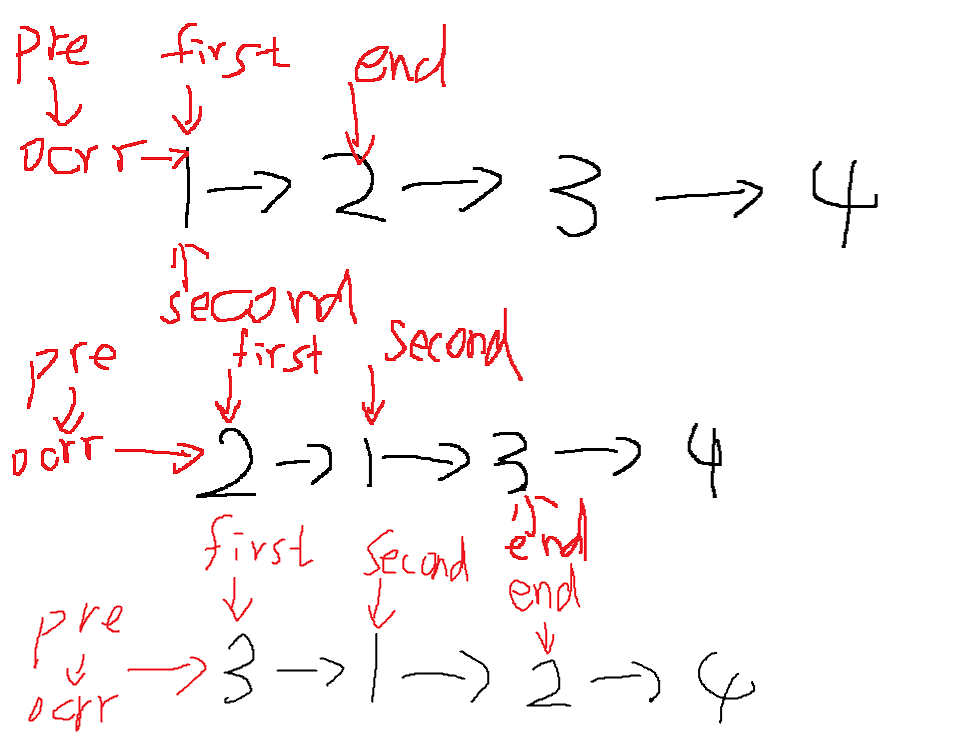 pre first end
ocrr → 1 → 2 → 3 → 4
second
pre first second
ocrr → 2 → 1 → 3 → 4
end
first second end
pre
ocrr → 3 → 1 → 2 → 4